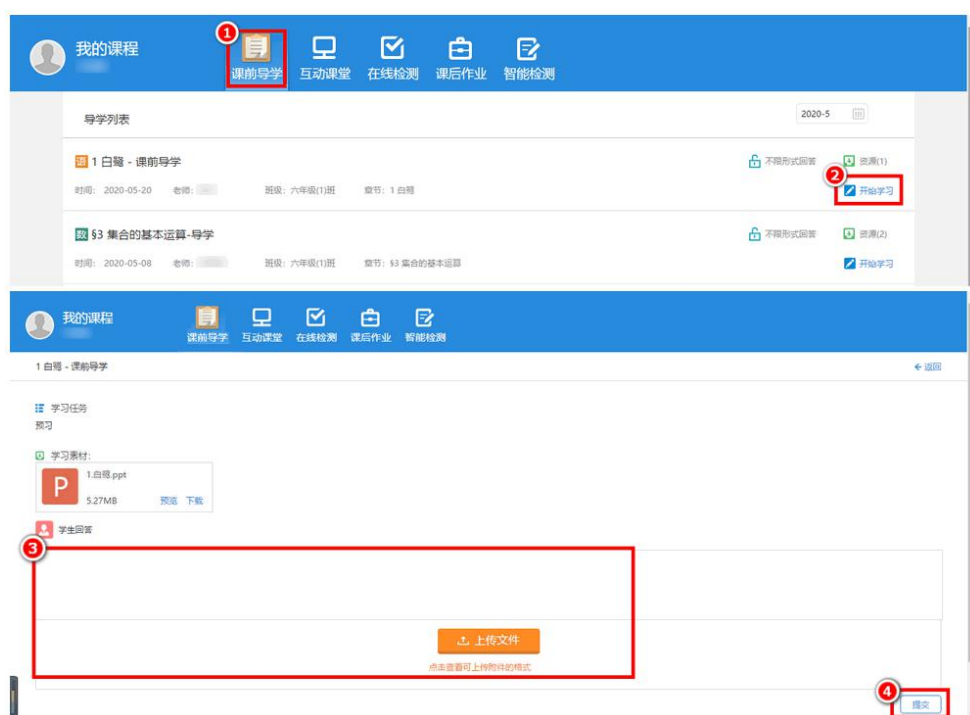 我的课程
1
课前导学 互动课堂 在线检测 课后作业 智能检测
导学列表 2020-5
语 1 白鹭 - 课前导学 不限形式回答 资源(1)
2
时间: 2020-05-20 老师: 班级: 六年级(1)班 章节: 1 白鹭 开始学习
数 §3 集合的基本运算-导学 不限形式回答 资源(2)
时间: 2020-05-08 老师: 班级: 六年级(1)班 章节: §3 集合的基本运算 开始学习
我的课程
课前导学 互动课堂 在线检测 课后作业 智能检测
1 白鹭 - 课前导学 返回
学习任务
预习
学习素材:
P
1.白鹭.ppt
5.27MB 预览 下载
学生回答
3
上传文件
点击查看可上传附件的格式
4
提交